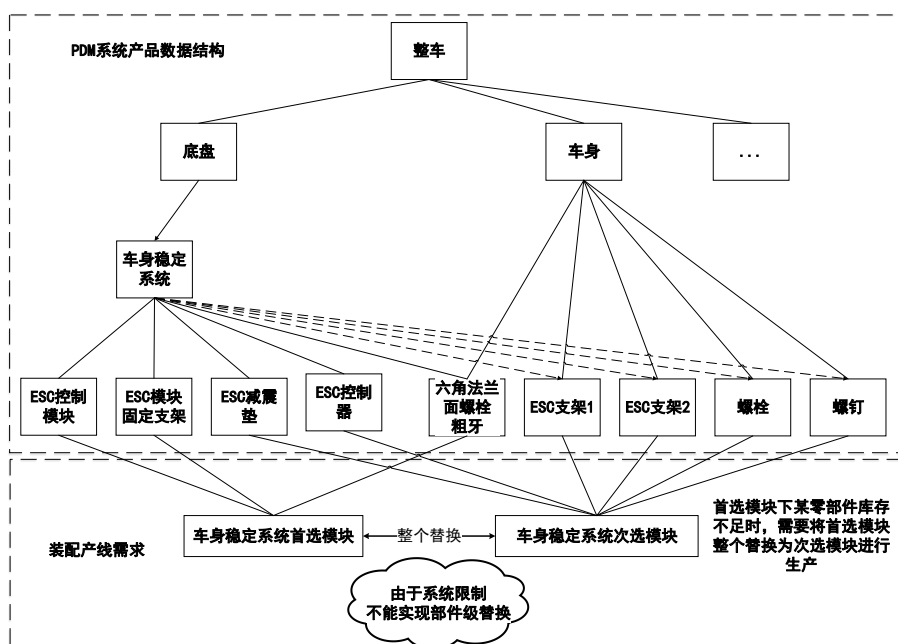 PDM系统产品数据结构
整车
底盘
车身
...
车身稳定
系统
ESC控制
模块
ESC模块
固定支架
ESC减震
垫
ESC控制
器
六角法兰
面螺栓
粗牙
ESC支架1
ESC支架2
螺栓
螺钉
装配产线需求
车身稳定系统首选模块
整个替换
车身稳定系统次选模块
首选模块下某零部件库存
不足时，需要将首选模块
整个替换为次选模块进行
生产
由于系统限制
不能实现部件级替换